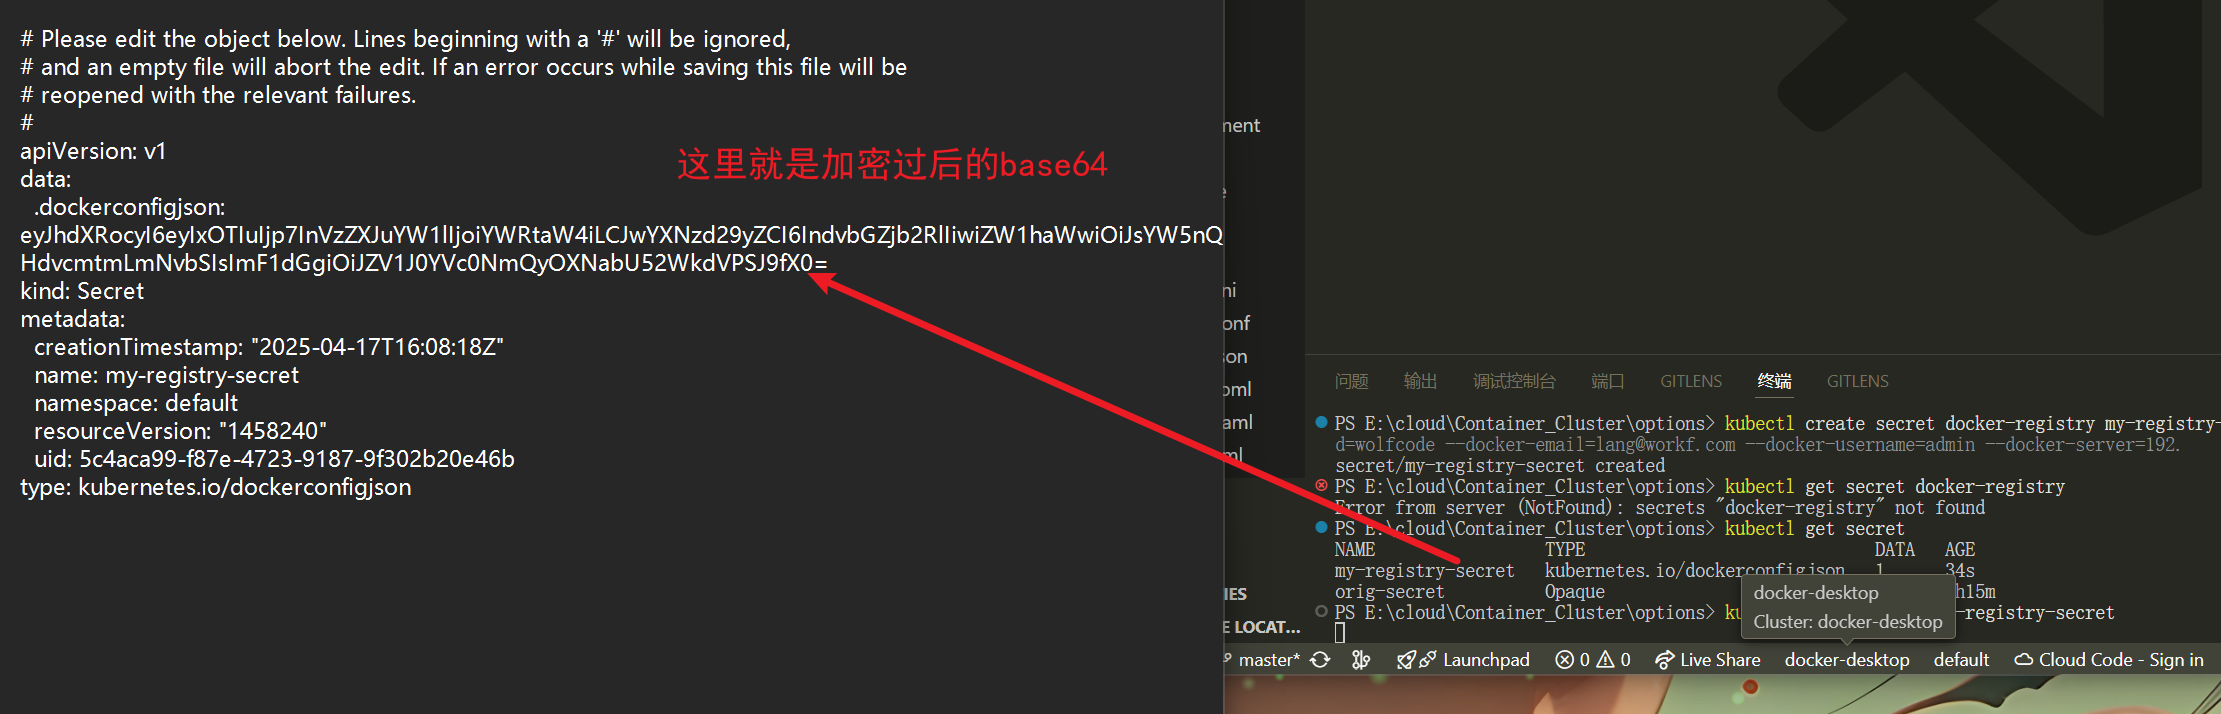 # Please edit the object below. Lines beginning with a '#' will be ignored,
# and an empty file will abort the edit. If an error occurs while saving this file will be
# reopened with the relevant failures.
#
apiVersion: v1
data:
.dockerconfigjson:
eyJhdXRocyI6eyIxOTIuIjp7InVzZXJuYW1lIjoiYWRtaW4iLCJwYXNzd29yZCI6IndvbGZjb2RlIiwiZW1haWwiOiJsYW5nQ
HdvcmtmLmNvbSIsImF1dGgiOiJZV1J0YVc0NmQyOXNabU52WkdVPSJ9fX0=
kind: Secret
metadata:
creationTimestamp: "2025-04-17T16:08:18Z"
name: my-registry-secret
namespace: default
resourceVersion: "1458240"
uid: 5c4aca99-f87e-4723-9187-9f302b20e46b
type: kubernetes.io/dockerconfigjson
这里就是加密过后的base64
ment
e
ni
onf
son
oml
aml
ml
IES
E LOCAT...
问题 输出 调试控制台 端口 GITLENS 终端 GITLENS
PS E:\cloud\Container_Cluster\options> kubectl create secret docker-registry my-registry-
d=wolfcode --docker-email=lang@workf.com --docker-username=admin --docker-server=192.
secret/my-registry-secret created
PS E:\cloud\Container_Cluster\options> kubectl get secret docker-registry
Error from server (NotFound): secrets "docker-registry" not found
PS E:\cloud\Container_Cluster\options> kubectl get secret
NAME TYPE DATA AGE
my-registry-secret kubernetes.io/dockerconfigjson 1 34s
orig-secret Opaque h15m
PS E:\cloud\Container_Cluster\options> ku -registry-secret
docker-desktop
Cluster: docker-desktop
master* Launchpad 0 0 Live Share docker-desktop default Cloud Code - Sign in